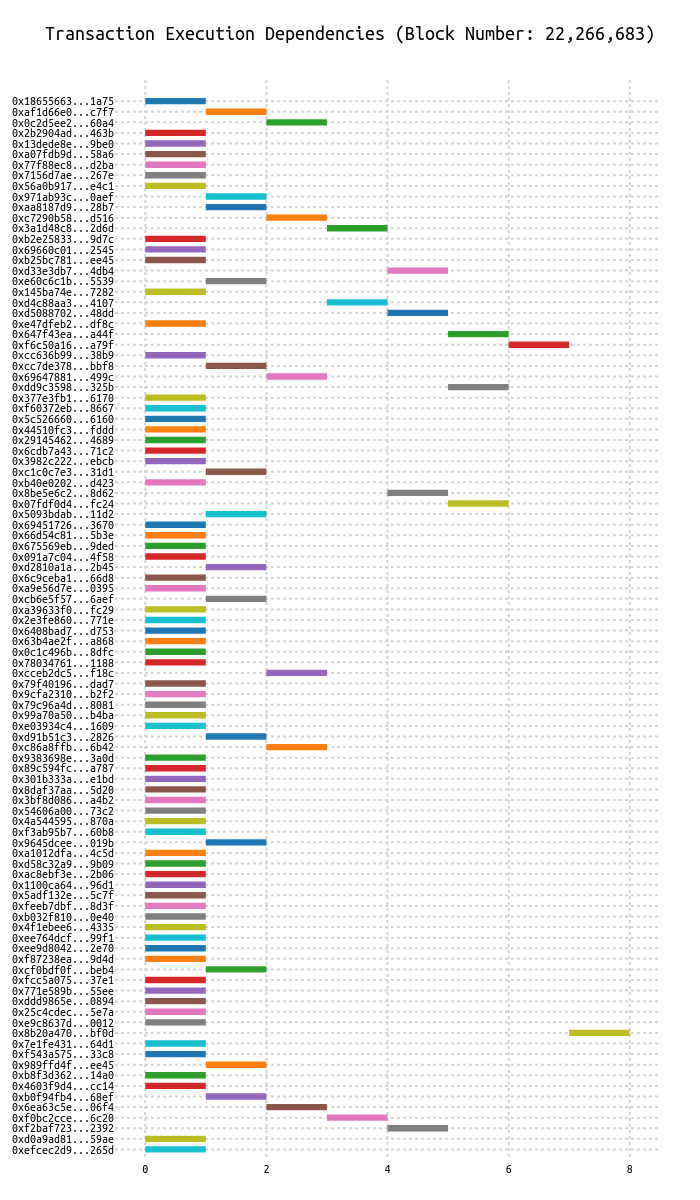 Transaction Execution Dependencies (Block Number: 22,266,683)
0x18655663...1a75
0xaf1d66e0...c7f7
0x0c2d5ee2...60a4
0x2b2904ad...463b
0x13dede8e...9be0
0xa07fdb9d...58a6
0x77f88ec8...d2ba
0x7156d7ae...267e
0x56a0b917...e4c1
0x971ab93c...0aef
0xaa8187d9...28b7
0xc7290b58...d516
0x3a1d48c8...2d6d
0xb2e25833...9d7c
0x69660c01...2545
0xb25bc781...ee45
0xd33e3db7...4db4
0xe60c6c1b...5539
0x145ba74e...7282
0xd4c88aa3...4107
0xd5088702...48dd
0xe47dfeb2...df8c
0x647f43ea...a44f
0xf6c50a16...a79f
0xcc636b99...38b9
0xcc7de378...bbf8
0x69647881...499c
0xdd9c3598...325b
0x377e3fb1...6170
0xf60372eb...8667
0x5c526660...6160
0x44510fc3...fddd
0x29145462...4689
0x6cdb7a43...71c2
0x3982c222...ebcb
0xc1c0c7e3...31d1
0xb40e0202...d423
0x8be5e6c2...8d62
0x07fdf0d4...fc24
0x5093bdab...11d2
0x69451726...3670
0x66d54c81...5b3e
0x675569eb...9ded
0x091a7c04...4f58
0xd2810a1a...2b45
0x6c9ceba1...66d8
0xa9e56d7e...0395
0xcb6e5f57...6aef
0xa39633f0...fc29
0x2e3fe860...771e
0x6408bad7...d753
0x63b4ae2f...a868
0x0c1c496b...8dfc
0x78034761...1188
0xcceb2dc5...f18c
0x79f40196...dad7
0x9cfa2310...b2f2
0x79c96a4d...8081
0x99a70a50...b4ba
0xe03934c4...1609
0xd91b51c3...2826
0xc86a8ffb...6b42
0x9383698e...3a0d
0x89c594fc...a787
0x301b333a...e1bd
0x8daf37aa...5d20
0x3bf8d086...a4b2
0x54606a00...73c2
0x4a544595...870a
0xf3ab95b7...60b8
0x9645dcee...019b
0xa1012dfa...4c5d
0xd58c32a9...9b09
0xac8ebf3e...2b06
0x1100ca64...96d1
0x5adf132e...5c7f
0xfeeb7dbf...8d3f
0xb032f810...0e40
0x4f1ebee6...4335
0xee764dcf...99f1
0xee9d8042...2e70
0xf87238ea...9d4d
0xcf0bdf0f...beb4
0xfcc5a075...37e1
0x771e589b...55ee
0xddd9865e...0894
0x25c4cdec...5e7a
0xe9c8637d...0012
0x8b20a470...bf0d
0x7e1fe431...64d1
0xf543a575...33c8
0x989ffd4f...ee45
0xb8f3d362...14a0
0x4603f9d4...cc14
0xb0f94fb4...68ef
0x6ea63c5e...06f4
0xf0bc2cce...6c20
0xf2baf723...2392
0xd0a9ad81...59ae
0xefcec2d9...265d
0 2 4 6 8